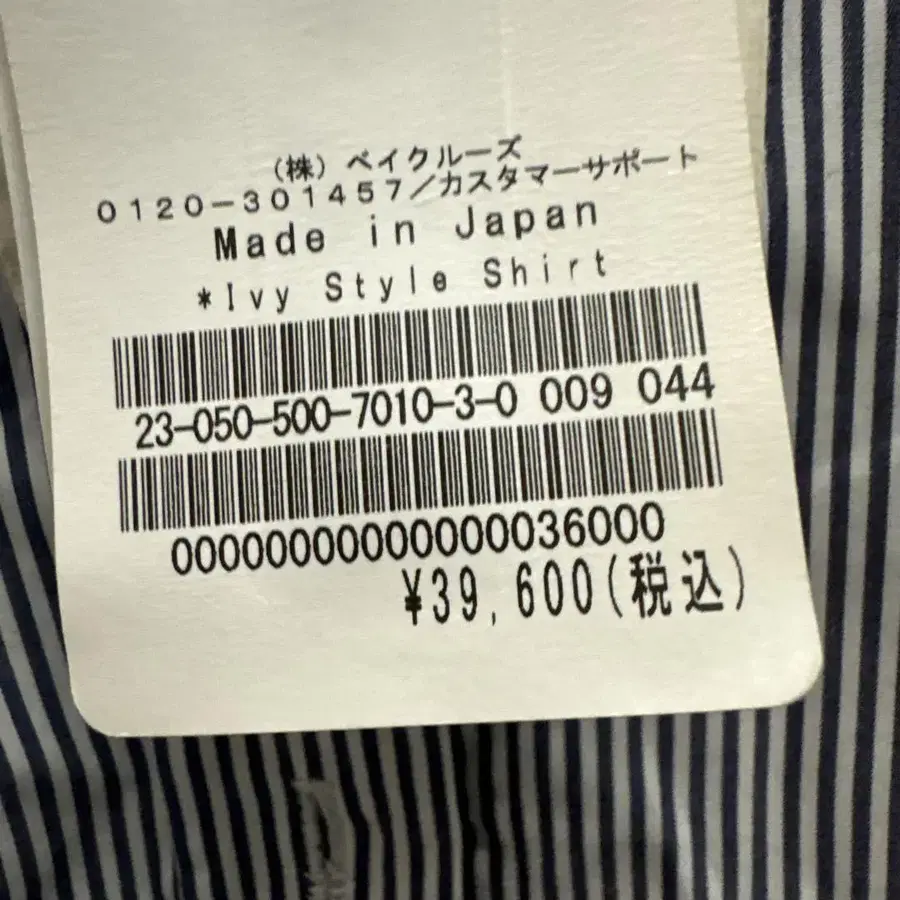 (株) ベイクルーズ
0120-301457/カスタマーサポート
Made in Japan
*Ivy Style Shirt
23-050-500-7010-3-0 009 044
00000000000000036000
¥39,600(税込)